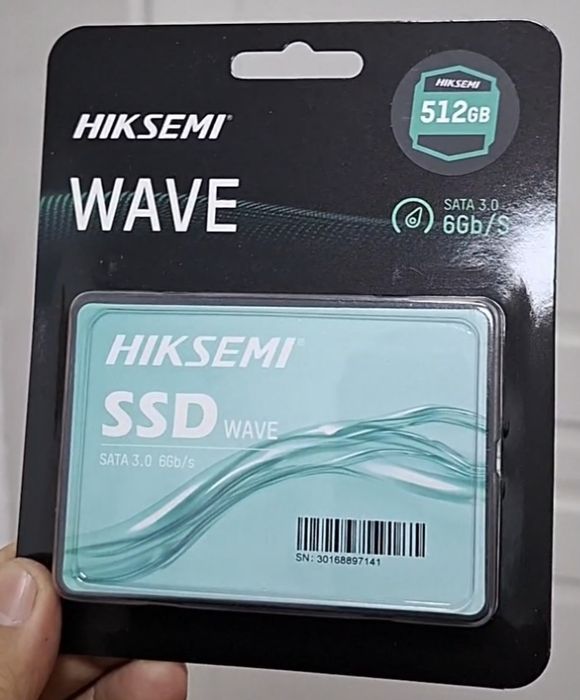 HIKSEMI
512GB
HIKSEMI®
WAVE
SATA 3.0
6Gb/S
HIKSEMI®
SSD WAVE
SATA 3.0 6Gb/s
SN: 30168897141